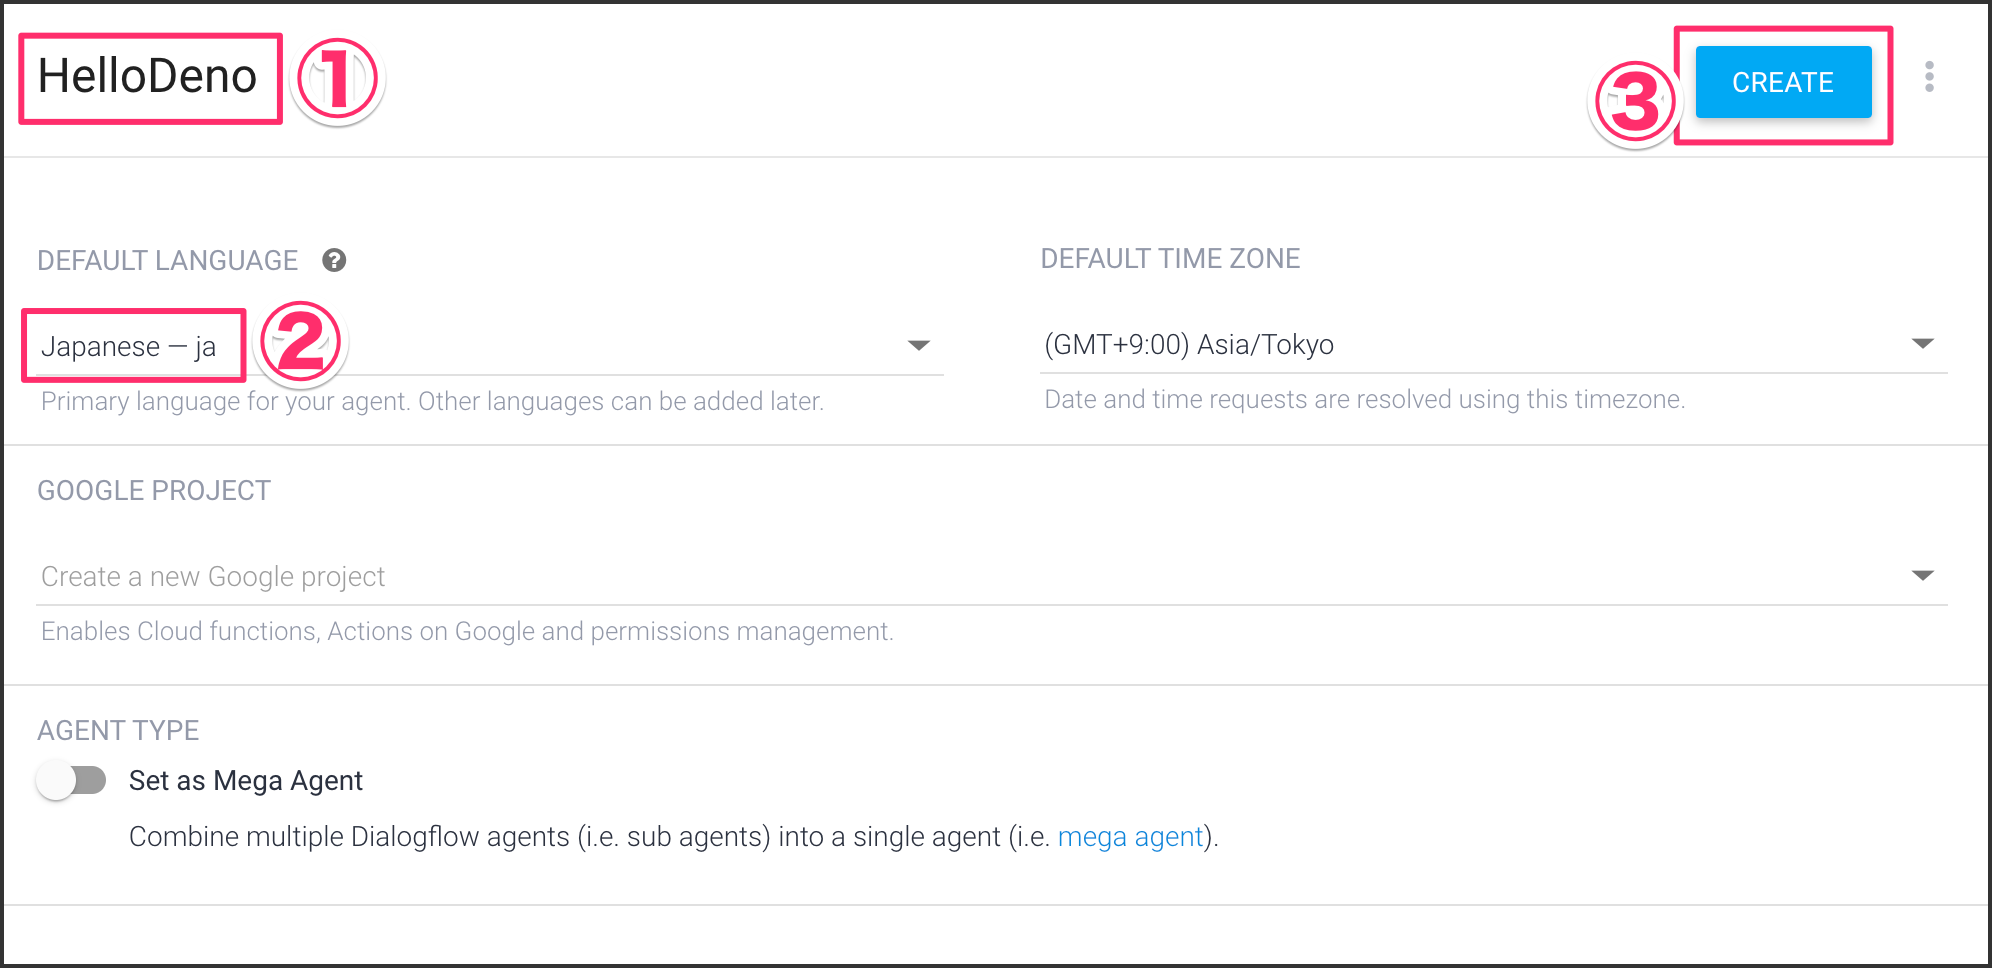 HelloDeno ①
③ CREATE
DEFAULT LANGUAGE ?
Japanese — ja ②
Primary language for your agent. Other languages can be added later.
DEFAULT TIME ZONE
(GMT+9:00) Asia/Tokyo
Date and time requests are resolved using this timezone.
GOOGLE PROJECT
Create a new Google project
Enables Cloud functions, Actions on Google and permissions management.
AGENT TYPE
Set as Mega Agent
Combine multiple Dialogflow agents (i.e. sub agents) into a single agent (i.e. mega agent).